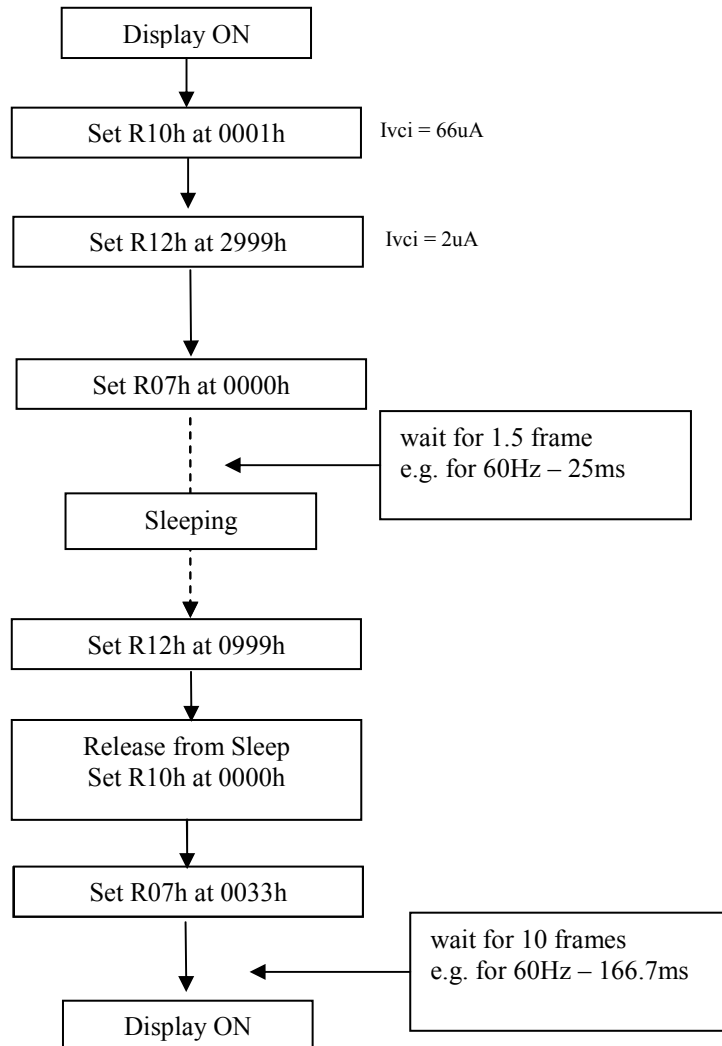 Display ON
Set R10h at 0001h
Ivci = 66uA
Set R12h at 2999h
Ivci = 2uA
Set R07h at 0000h
wait for 1.5 frame
e.g. for 60Hz – 25ms
Sleeping
Set R12h at 0999h
Release from Sleep
Set R10h at 0000h
Set R07h at 0033h
wait for 10 frames
e.g. for 60Hz – 166.7ms
Display ON